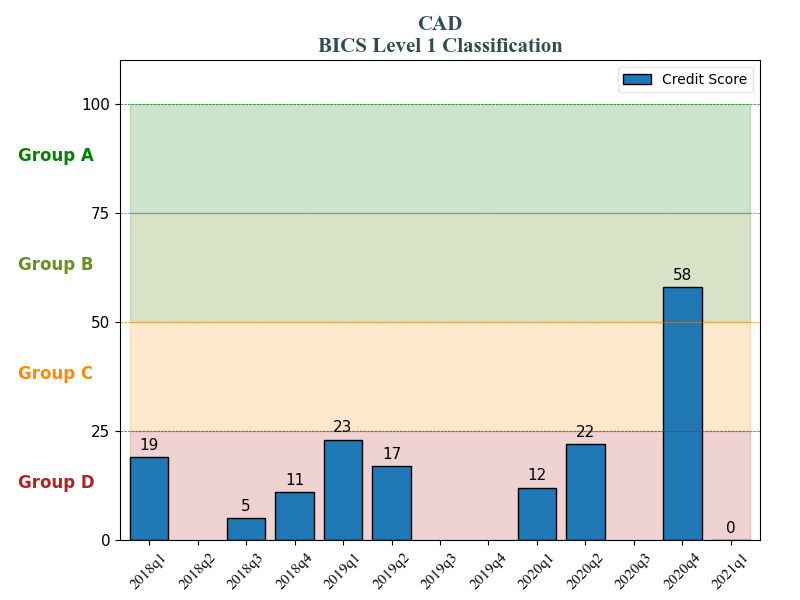 CAD
BICS Level 1 Classification
Credit Score
100
Group A
75
Group B
58
50
Group C
25
23
22
19
17
12
11
5
0
Group D
0
2018q1 2018q2 2018q3 2018q4 2019q1 2019q2 2019q3 2019q4 2020q1 2020q2 2020q3 2020q4 2021q1